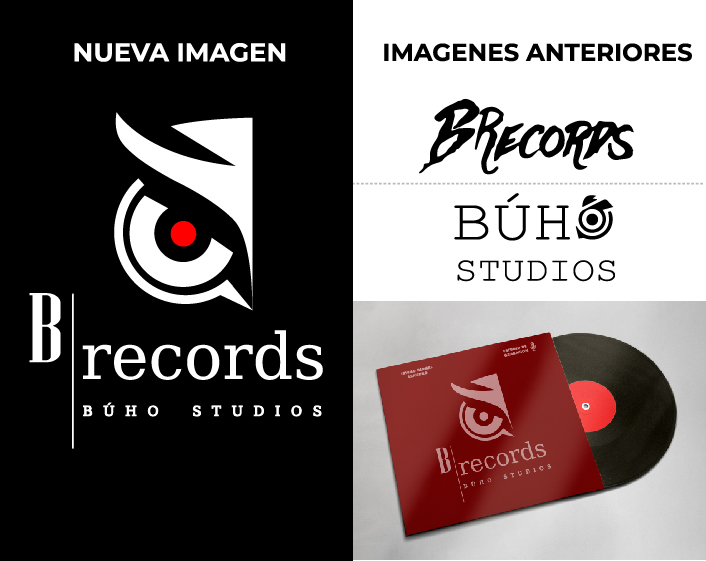 NUEVA IMAGEN
B records
BÚHO STUDIOS
IMAGENES ANTERIORES
BRECORDS
BÚHO
STUDIOS
B records
BÚHO STUDIOS